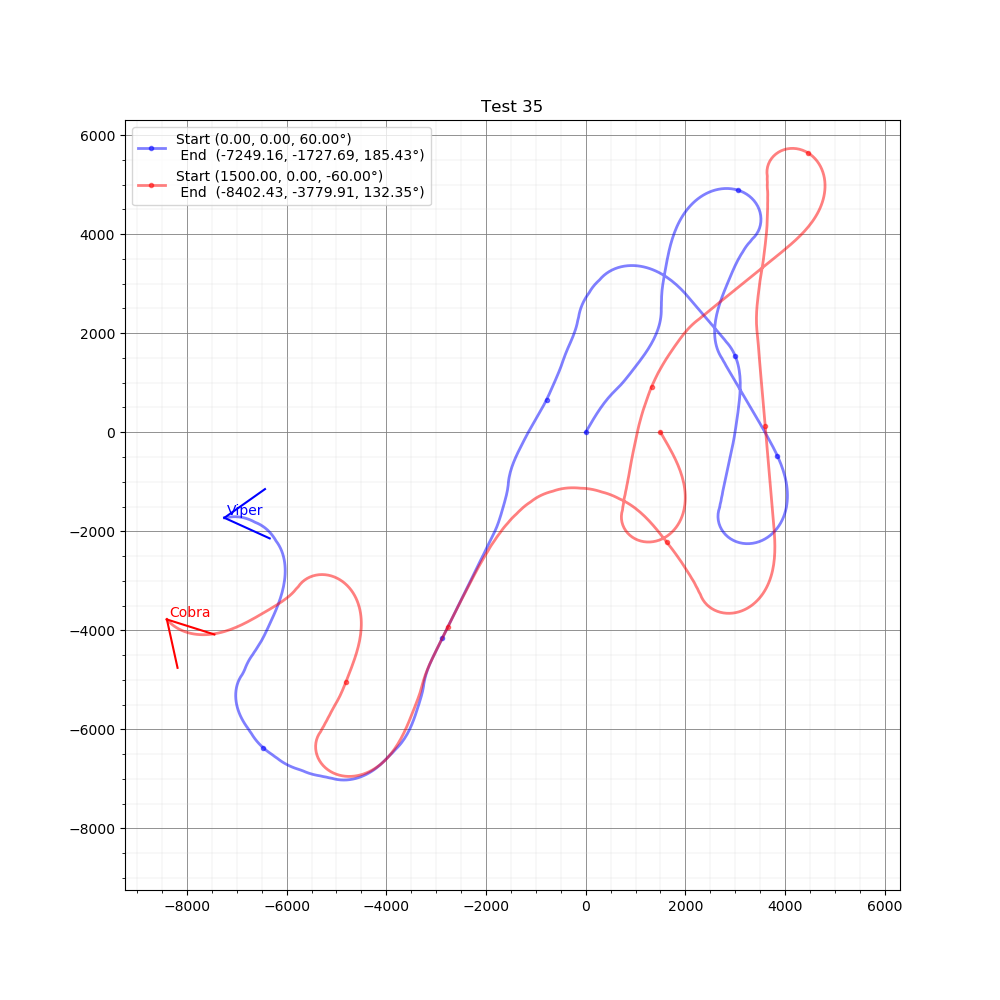 Test 35
Start (0.00, 0.00, 60.00°)
End (-7249.16, -1727.69, 185.43°)
Start (1500.00, 0.00, -60.00°)
End (-8402.43, -3779.91, 132.35°)
6000
4000
2000
0
−2000
−4000
−6000
−8000
Viper
Cobra
−8000 −6000 −4000 −2000 0 2000 4000 6000